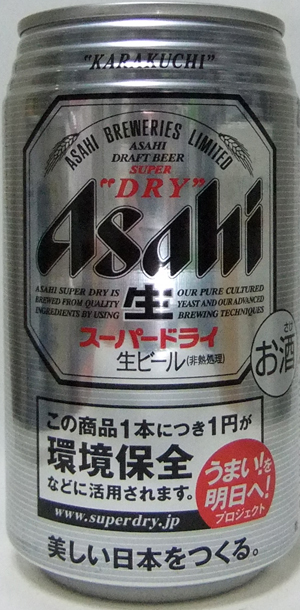 "KARAKUCHI"
ASAHI BREWERIES LIMITED
ASAHI
DRAFT BEER
SUPER
"DRY"
Asahi
ASAHI SUPER DRY IS
BREWED FROM QUALITY
INGREDIENTS BY USING
生
OUR PURE CULTURED
YEAST AND OUR ADVANCED
BREWING TECHNIQUES
スーパードライ
生ビール(非熱処理)
さけ
お酒
この商品1本につき1円が
環境保全
などに活用されます。
www.superdry.jp
うまい!を
明日へ!
プロジェクト
美しい日本をつくる。